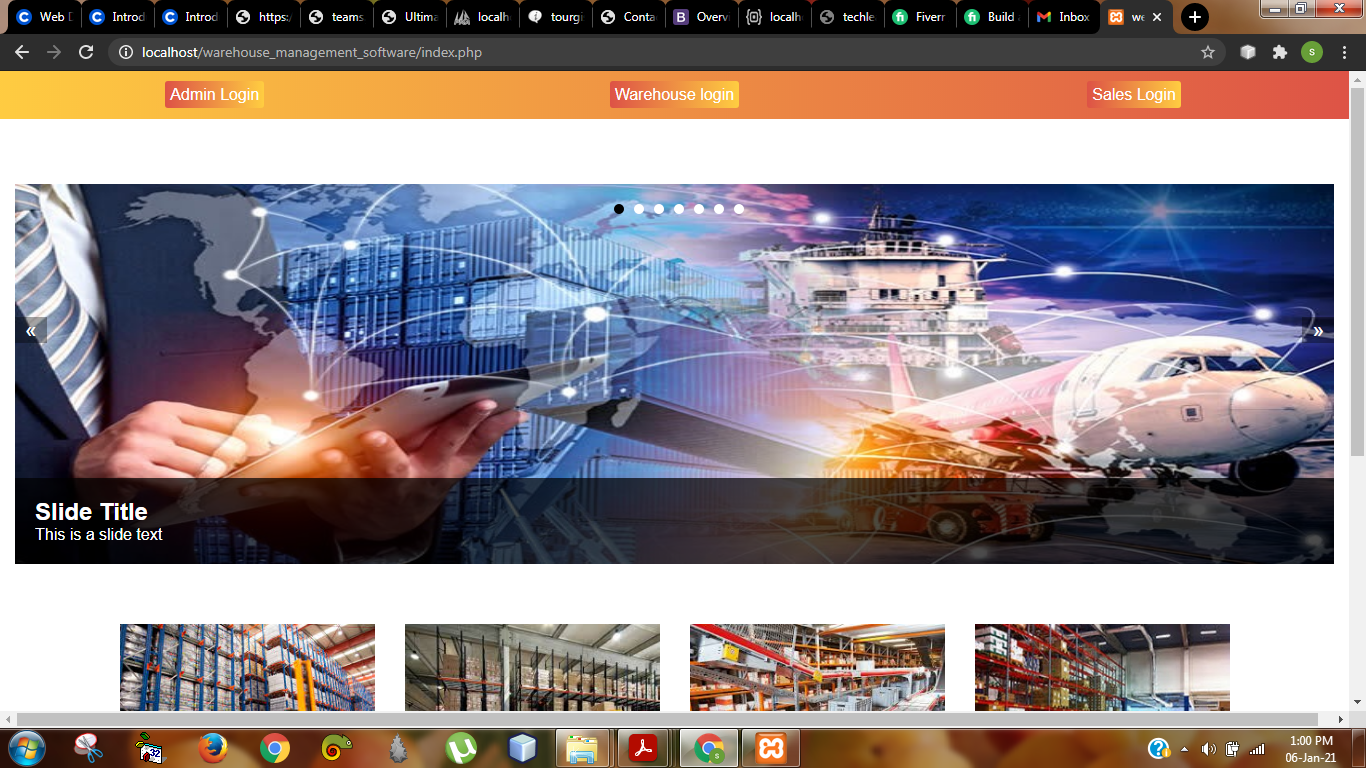 Web D
Introd
Introd
https:/
teams
Ultima
localh
tourgi
Conta
Overvi
localh
techle
Fiverr
Build a
Inbox
we
localhost/warehouse_management_software/index.php
s
Admin Login
Warehouse login
Sales Login
«
»
Slide Title
This is a slide text
1:00 PM
06-Jan-21